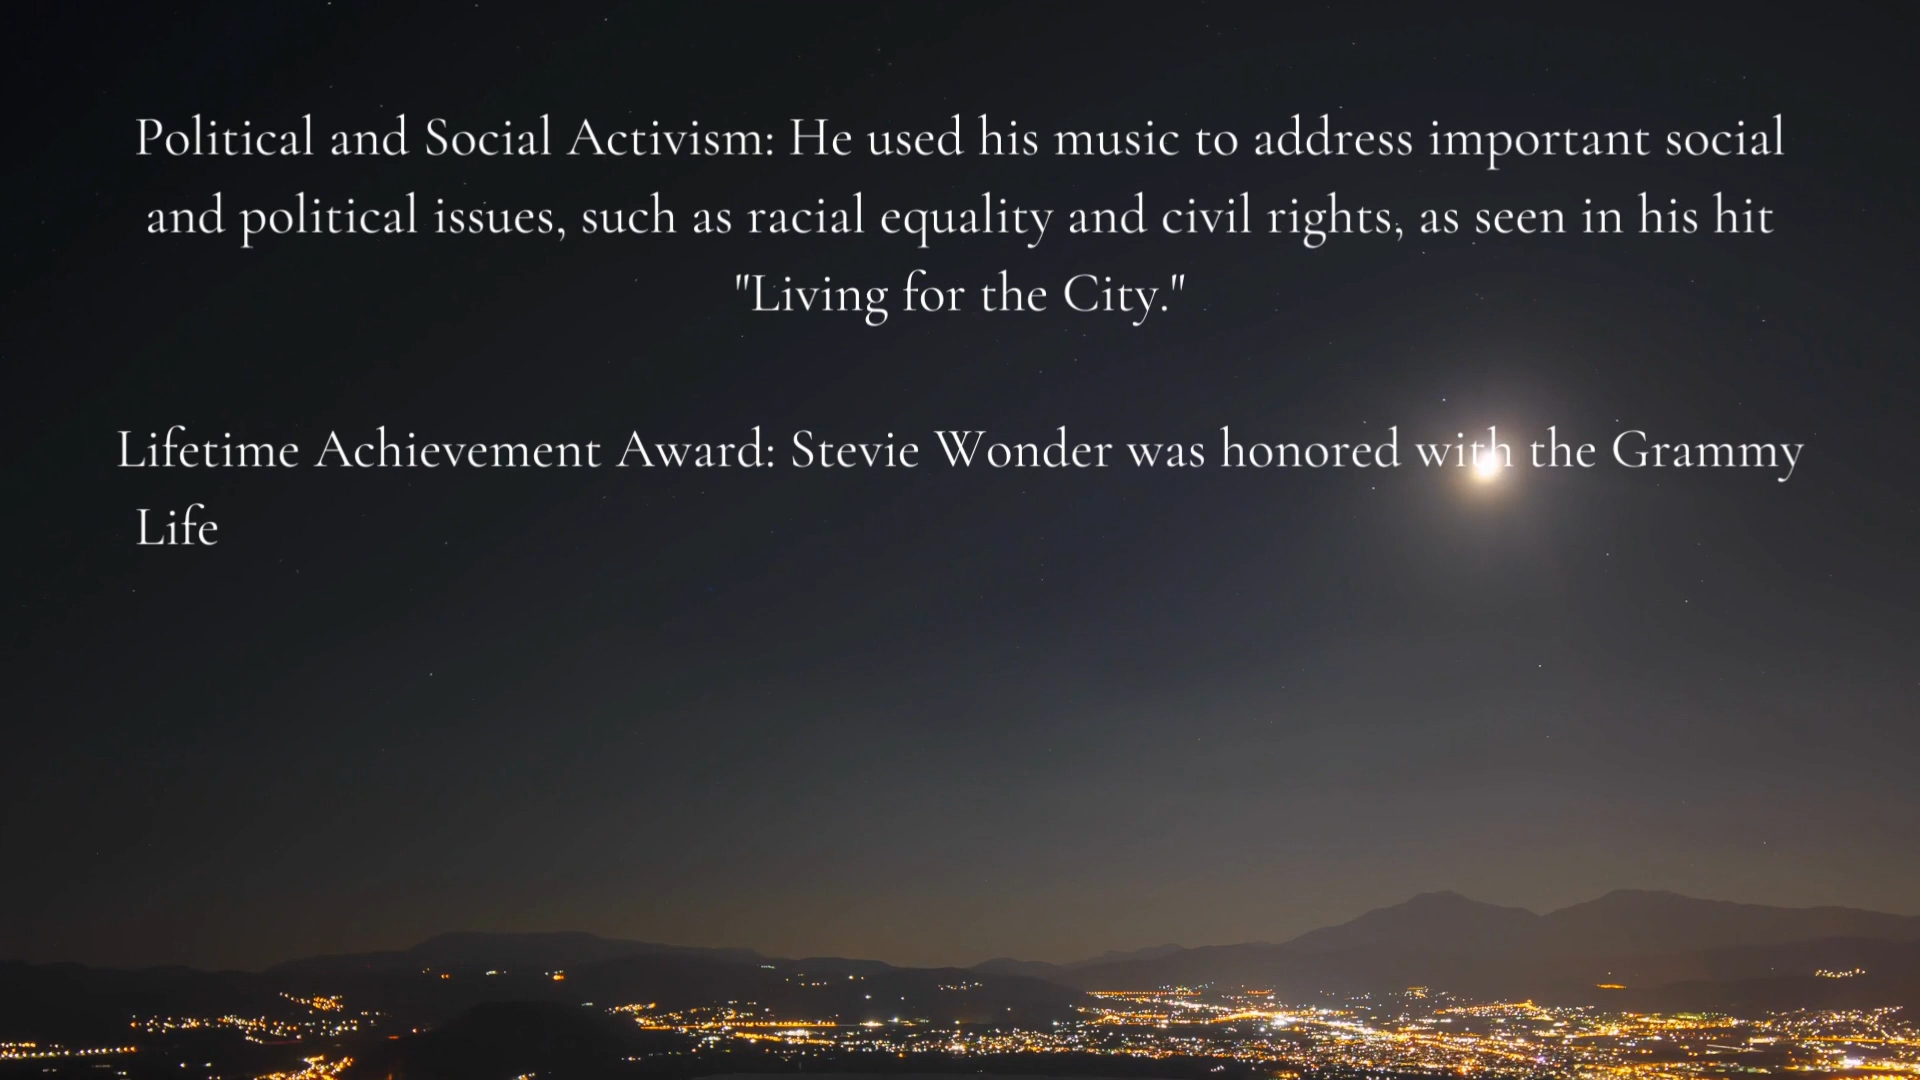 Political and Social Activism: He used his music to address important social
and political issues, such as racial equality and civil rights, as seen in his hit
"Living for the City."
Lifetime Achievement Award: Stevie Wonder was honored with the Grammy
Life